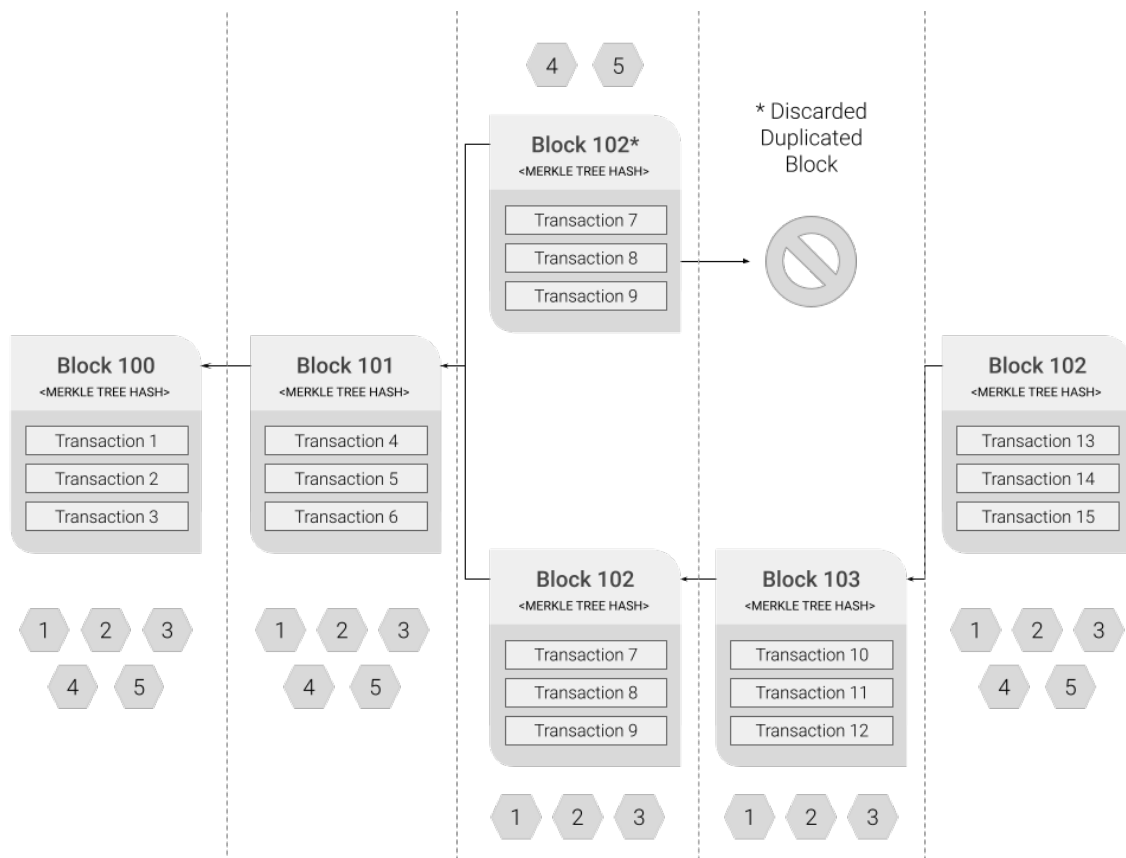 4 5
Block 102*
<MERKLE TREE HASH>
Transaction 7
Transaction 8
Transaction 9
* Discarded
Duplicated
Block
Block 100
<MERKLE TREE HASH>
Transaction 1
Transaction 2
Transaction 3
1 2 3
4 5
Block 101
<MERKLE TREE HASH>
Transaction 4
Transaction 5
Transaction 6
1 2 3
4 5
Block 102
<MERKLE TREE HASH>
Transaction 7
Transaction 8
Transaction 9
1 2 3
Block 103
<MERKLE TREE HASH>
Transaction 10
Transaction 11
Transaction 12
1 2 3
Block 102
<MERKLE TREE HASH>
Transaction 13
Transaction 14
Transaction 15
1 2 3
4 5